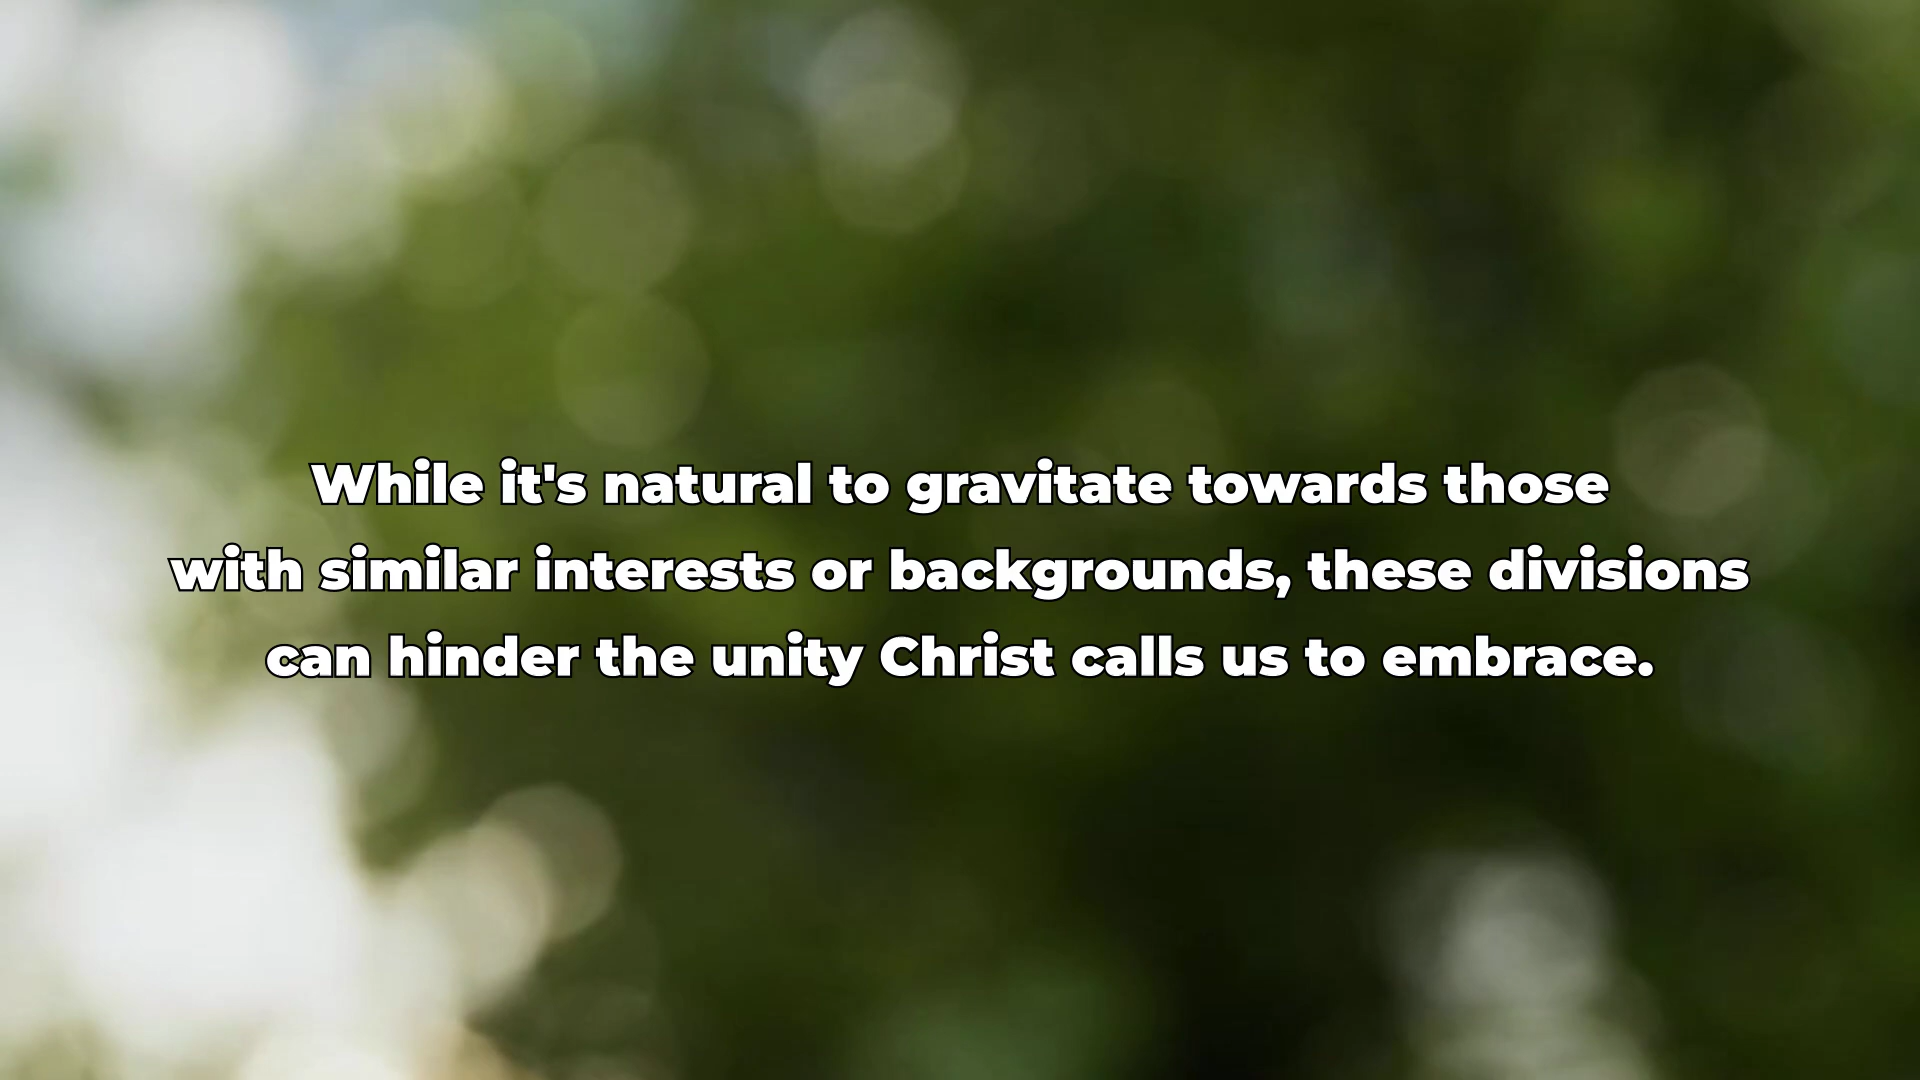 While it's natural to gravitate towards those
with similar interests or backgrounds, these divisions
can hinder the unity Christ calls us to embrace.